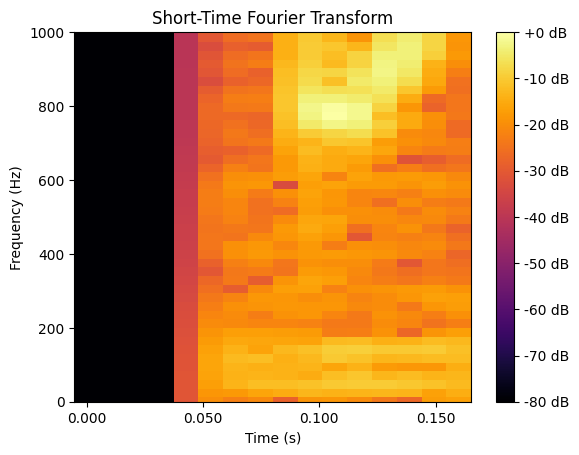 Short-Time Fourier Transform
1000
800
600
400
200
0
Frequency (Hz)
0.000
0.050
0.100
0.150
Time (s)
+0 dB
-10 dB
-20 dB
-30 dB
-40 dB
-50 dB
-60 dB
-70 dB
-80 dB